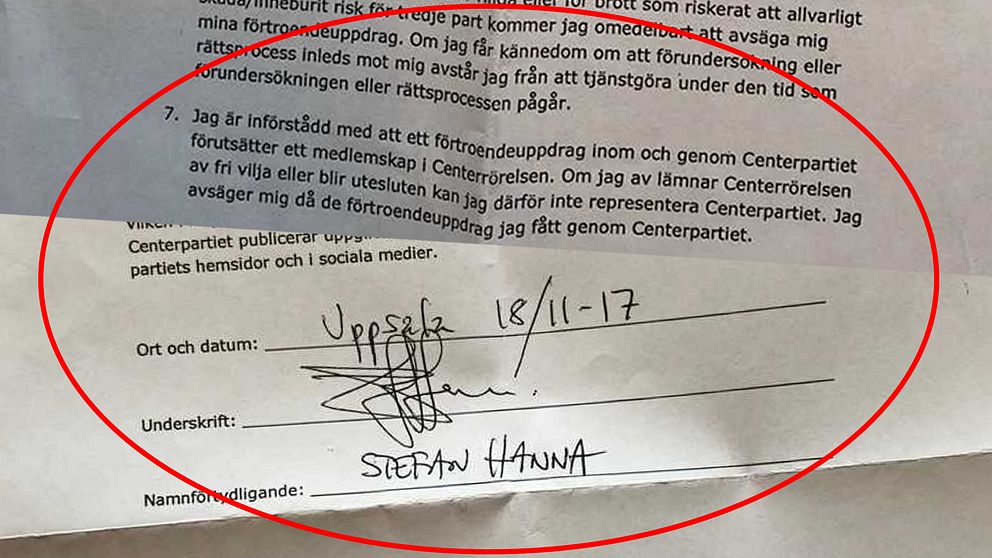 risk för tredje part kommer jag omedelbart att avsäga mig
mina förtroendeuppdrag. Om jag får kännedom om att förundersökning eller
rättsprocess inleds mot mig avstår jag från att tjänstgöra under den tid som
förundersökningen eller rättsprocessen pågår.
7. Jag är införstådd med att ett förtroendeuppdrag inom och genom Centerpartiet
förutsätter ett medlemskap i Centerrörelsen. Om jag av lämnar Centerrörelsen
av fri vilja eller blir utesluten kan jag därför inte representera Centerpartiet. Jag
avsäger mig då de förtroendeuppdrag jag fått genom Centerpartiet.
Centerpartiet publicerar
partiets hemsidor och i sociala medier.
Ort och datum: Uppsala 18/11-17
Underskrift:
Namnförtydligande: STEFAN HANNA